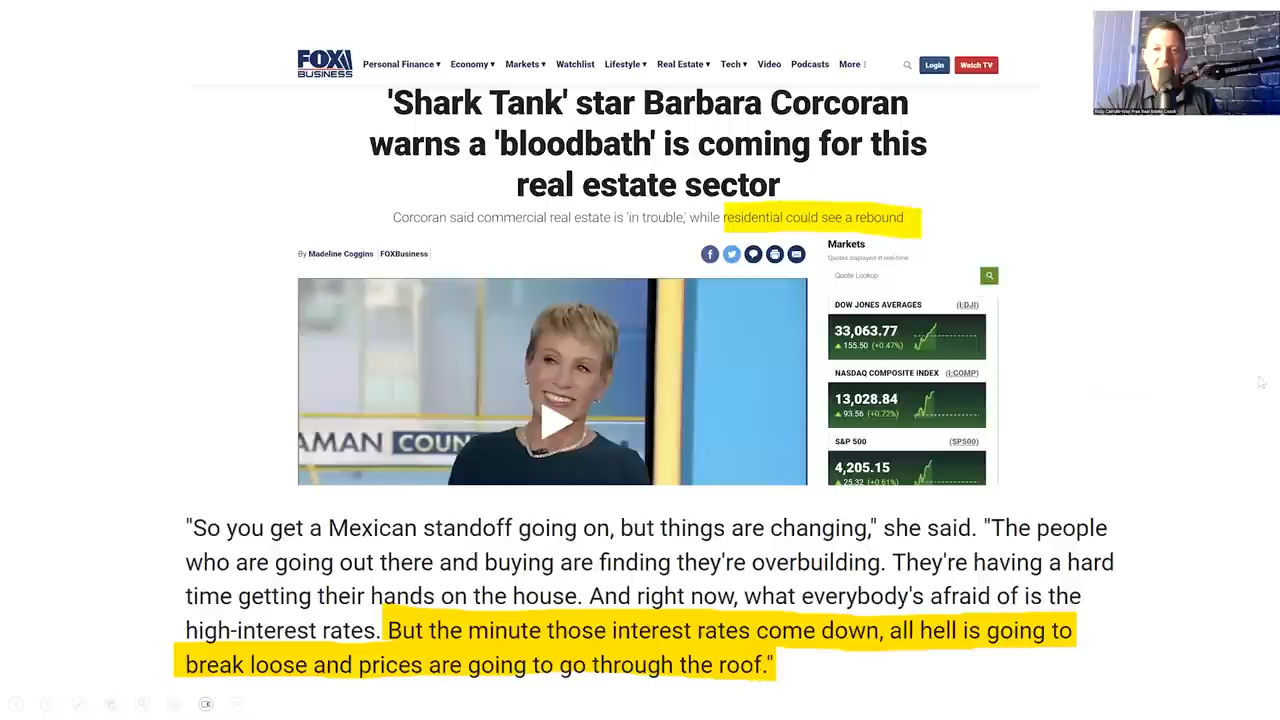 FOX
BUSINESS
Personal Finance Economy Markets Watchlist Lifestyle Real Estate Tech Video Podcasts More Login Watch TV
'Shark Tank' star Barbara Corcoran
warns a 'bloodbath' is coming for this
real estate sector
Corcoran said commercial real estate is 'in trouble,' while residential could see a rebound
By Madeline Coggins FOXBusiness
Markets
Quotes displayed in real-time
Quote Lookup
DOW JONES AVERAGES (I:DJI)
33,063.77
155.50 (+0.47%)
NASDAQ COMPOSITE INDEX (I:COMP)
13,028.84
93.56 (+0.72%)
S&P 500 (SP500)
4,205.15
25.32 (+0.61%)
AMAN COUN
"So you get a Mexican standoff going on, but things are changing," she said. "The people
who are going out there and buying are finding they're overbuilding. They're having a hard
time getting their hands on the house. And right now, what everybody's afraid of is the
high-interest rates. But the minute those interest rates come down, all hell is going to
break loose and prices are going to go through the roof."